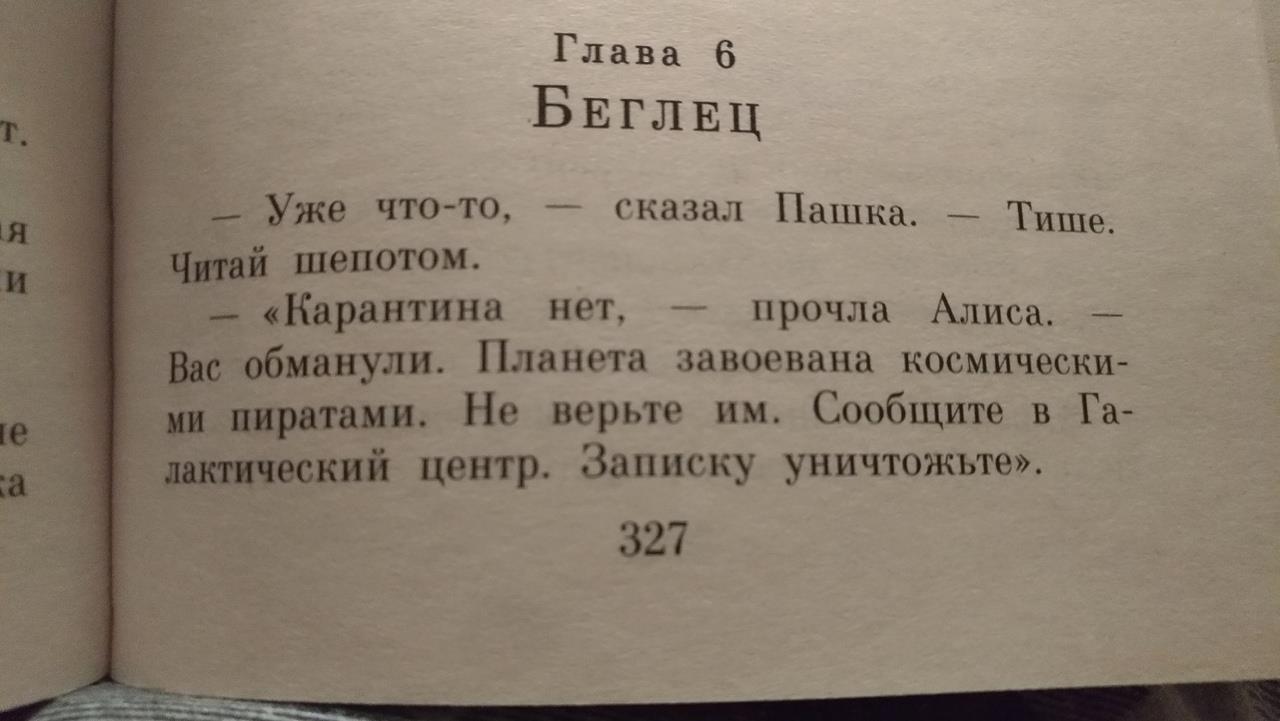 т.
ия
и
Глава 6
Беглец
— Уже что-то, — сказал Пашка. — Тише.
Читай шепотом.
— «Карантина нет, — прочла Алиса. —
Вас обманули. Планета завоевана космически-
ми пиратами. Не верьте им. Сообщите в Га-
лактический центр. Записку уничтожьте».
327